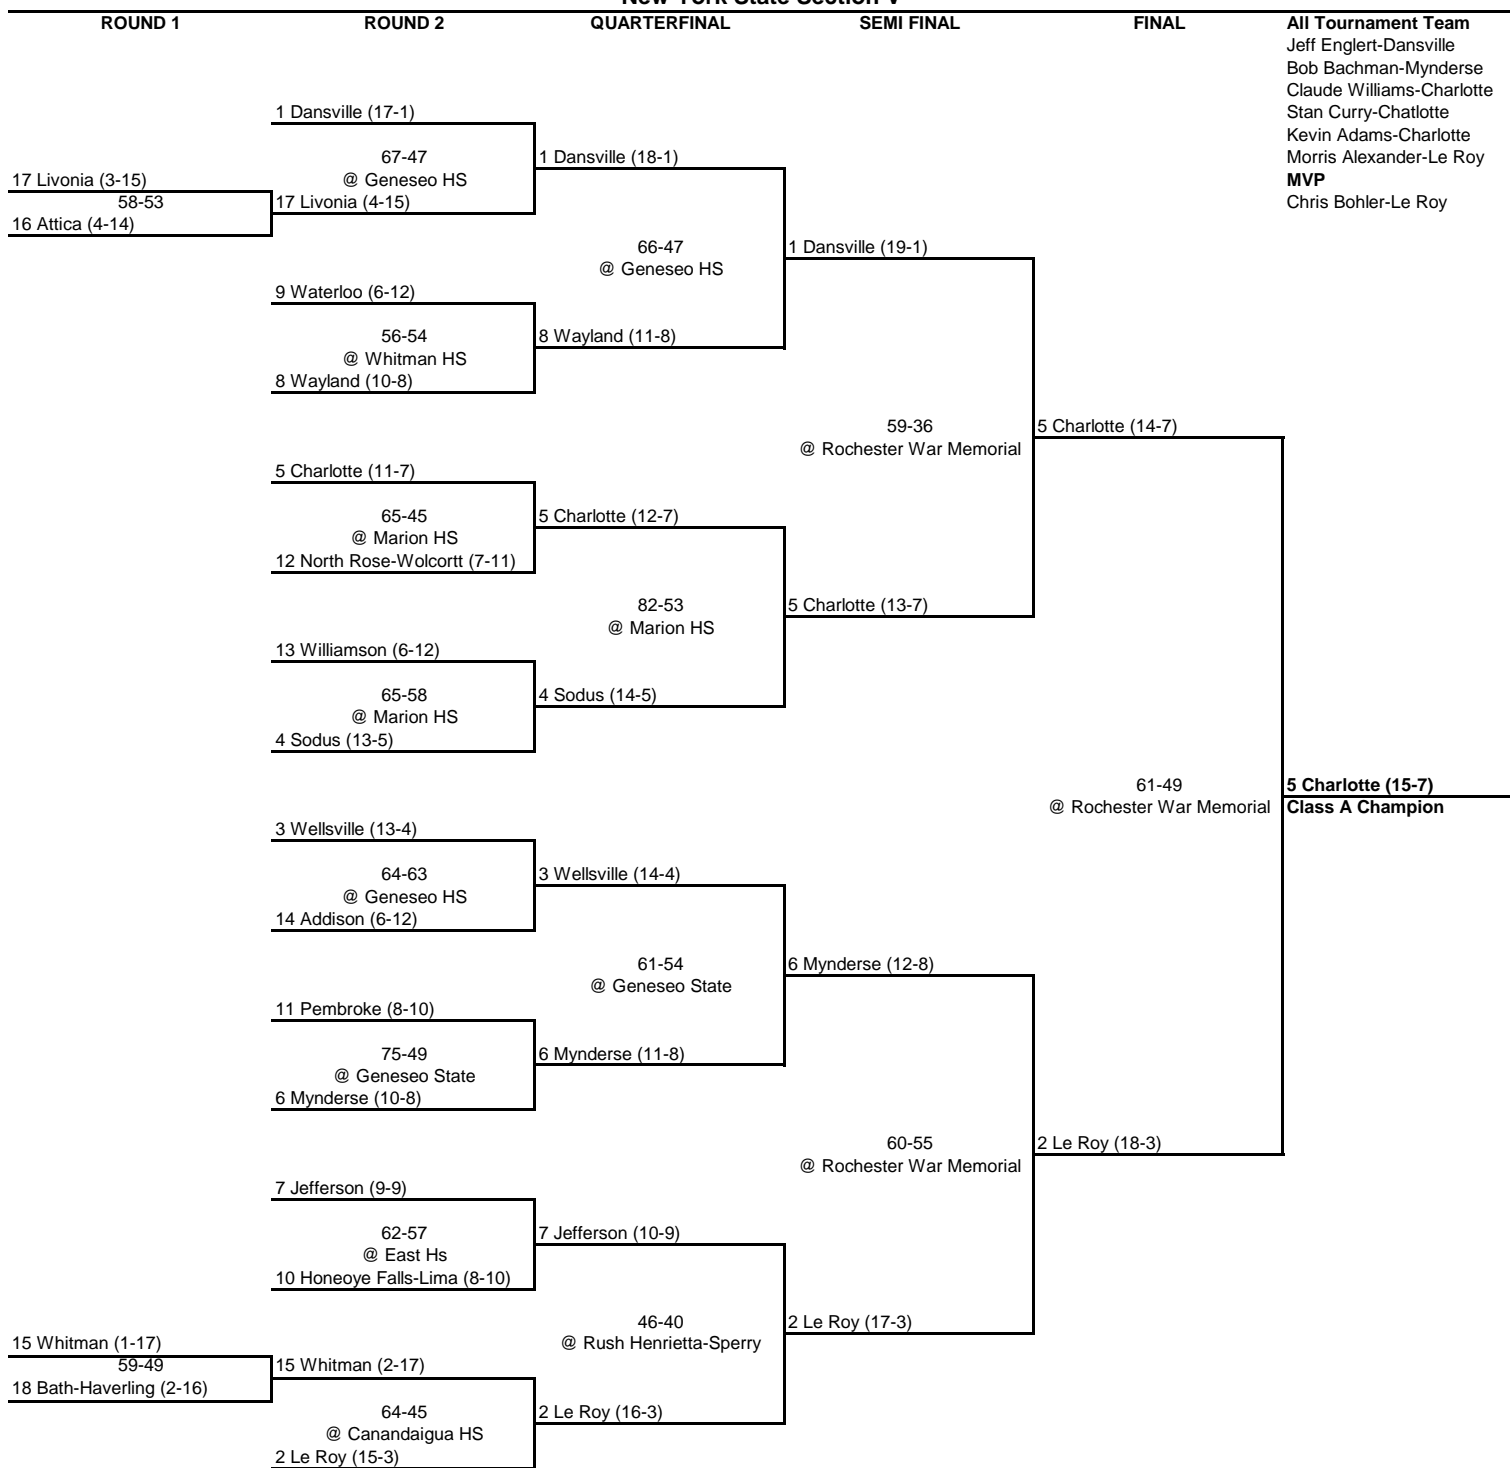 New York State Section V
ROUND 1 ROUND 2 QUARTERFINAL SEMI FINAL FINAL All Tournament Team
Jeff Englert-Dansville
Bob Bachman-Mynderse
Claude Williams-Charlotte
1 Dansville (17-1) Stan Curry-Chatlotte
Kevin Adams-Charlotte
67-47 1 Dansville (18-1) Morris Alexander-Le Roy
17 Livonia (3-15) @ Geneseo HS MVP
58-53 17 Livonia (4-15) Chris Bohler-Le Roy
16 Attica (4-14)
66-47 1 Dansville (19-1)
@ Geneseo HS
9 Waterloo (6-12)
56-54 8 Wayland (11-8)
@ Whitman HS
8 Wayland (10-8)
59-36 5 Charlotte (14-7)
@ Rochester War Memorial
5 Charlotte (11-7)
65-45 5 Charlotte (12-7)
@ Marion HS
12 North Rose-Wolcortt (7-11)
82-53 5 Charlotte (13-7)
@ Marion HS
13 Williamson (6-12)
65-58 4 Sodus (14-5)
@ Marion HS
4 Sodus (13-5)
61-49 5 Charlotte (15-7)
@ Rochester War Memorial Class A Champion
3 Wellsville (13-4)
64-63 3 Wellsville (14-4)
@ Geneseo HS
14 Addison (6-12)
61-54 6 Mynderse (12-8)
@ Geneseo State
11 Pembroke (8-10)
75-49 6 Mynderse (11-8)
@ Geneseo State
6 Mynderse (10-8)
60-55 2 Le Roy (18-3)
@ Rochester War Memorial
7 Jefferson (9-9)
62-57 7 Jefferson (10-9)
@ East Hs
10 Honeoye Falls-Lima (8-10)
46-40 2 Le Roy (17-3)
15 Whitman (1-17) @ Rush Henrietta-Sperry
59-49 15 Whitman (2-17)
18 Bath-Haverling (2-16)
64-45 2 Le Roy (16-3)
@ Canandaigua HS
2 Le Roy (15-3)